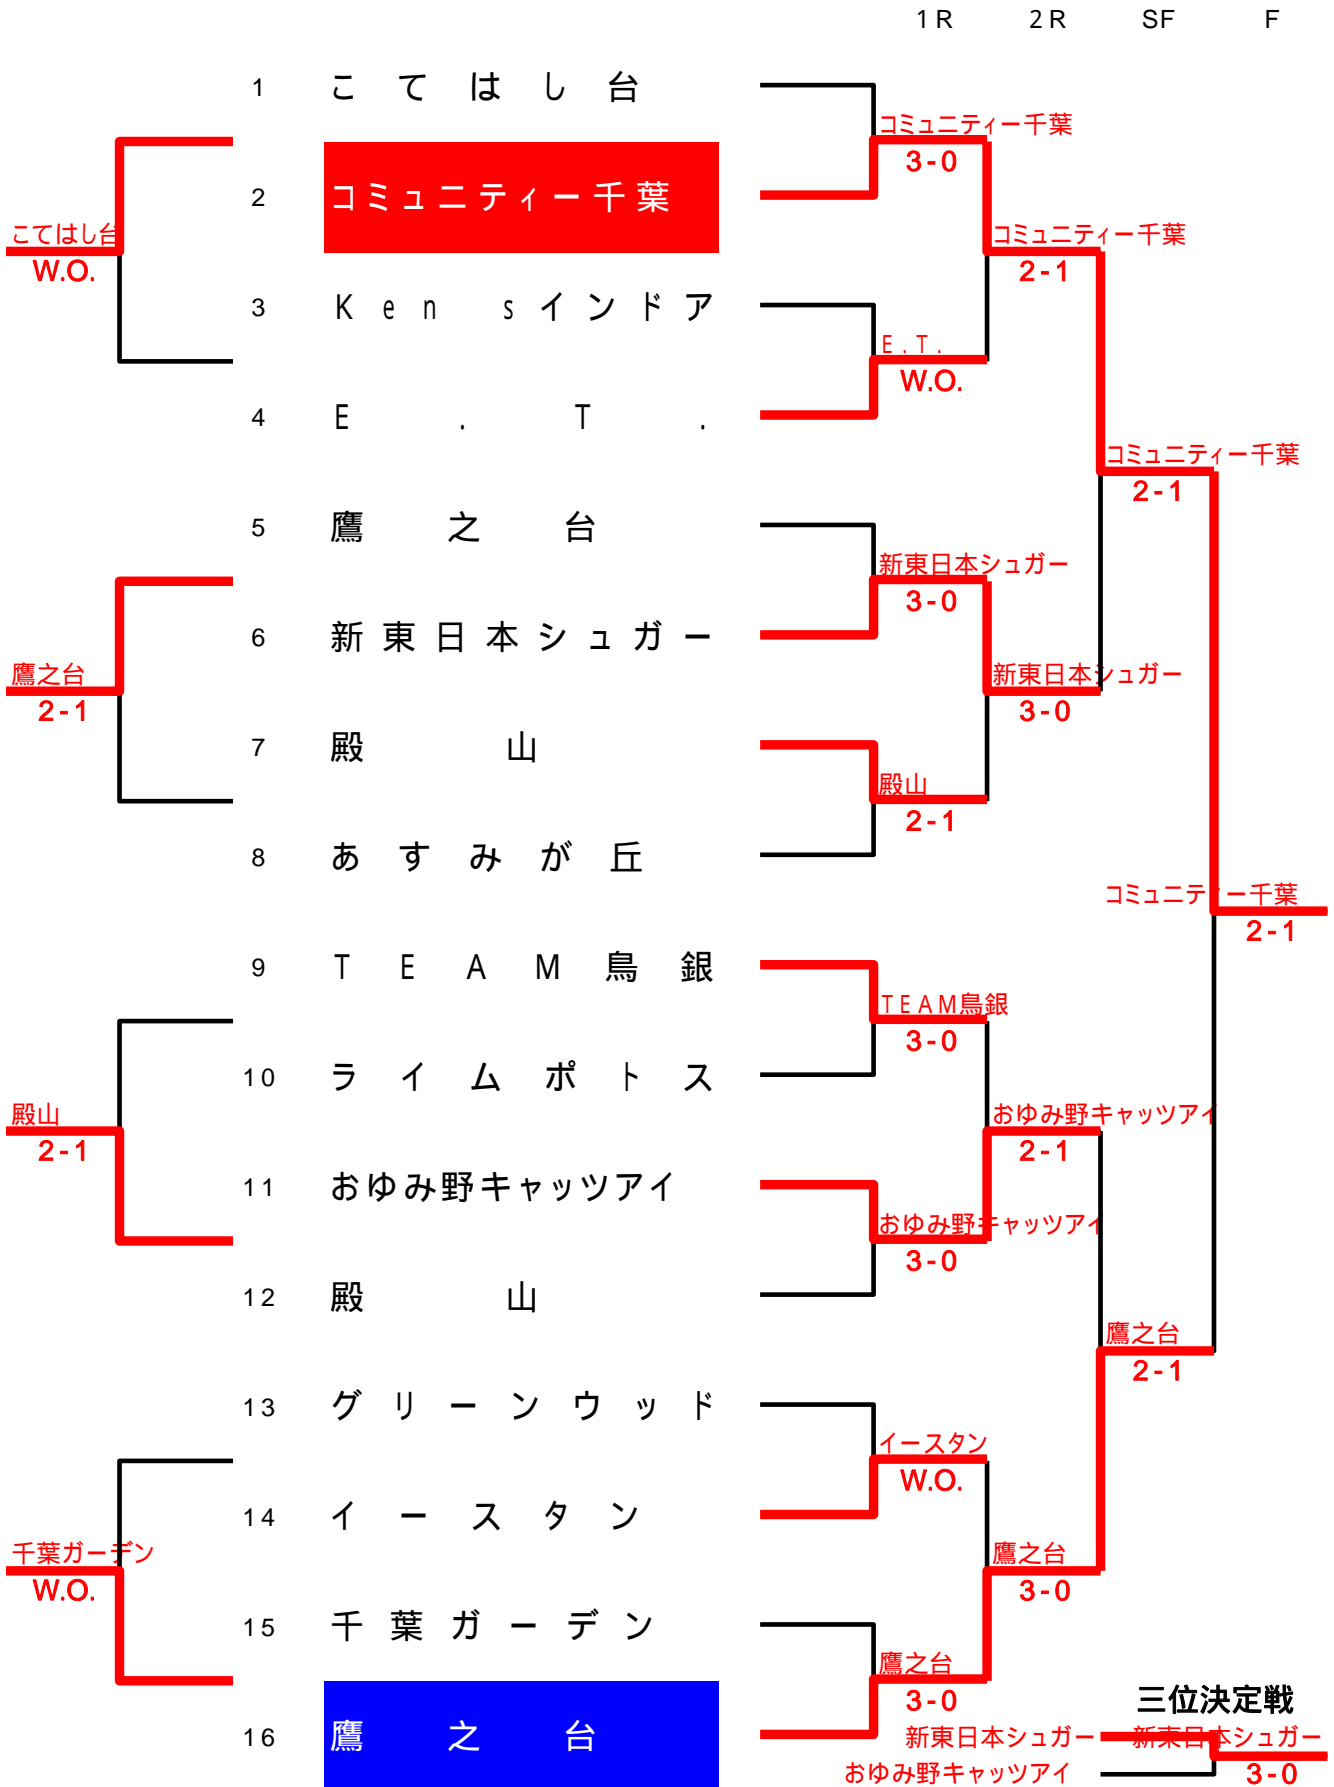 1R 2R SF F
1 こてはし台
コミュニティー千葉
3-0
2 コミュニティー千葉
こてはし台
W.O.
コミュニティー千葉
2-1
3 Ken sインドア
E.T.
W.O.
4 E.T.
コミュニティー千葉
2-1
5 鷹之台
新東日本シュガー
3-0
6 新東日本シュガー
鷹之台
2-1
新東日本シュガー
3-0
7 殿山
殿山
2-1
8 あすみが丘
コミュニティー千葉
2-1
9 TEAM鳥銀
TEAM鳥銀
3-0
10 ライムポトス
殿山
2-1
おゆみ野キャッツアイ
2-1
11 おゆみ野キャッツアイ
おゆみ野キャッツアイ
3-0
12 殿山
鷹之台
2-1
13 グリーンウッド
イースタン
W.O.
14 イースタン
千葉ガーデン
W.O.
鷹之台
3-0
15 千葉ガーデン
鷹之台
3-0
三位決定戦
16 鷹之台
新東日本シュガー 新東日本シュガー
おゆみ野キャッツアイ 3-0